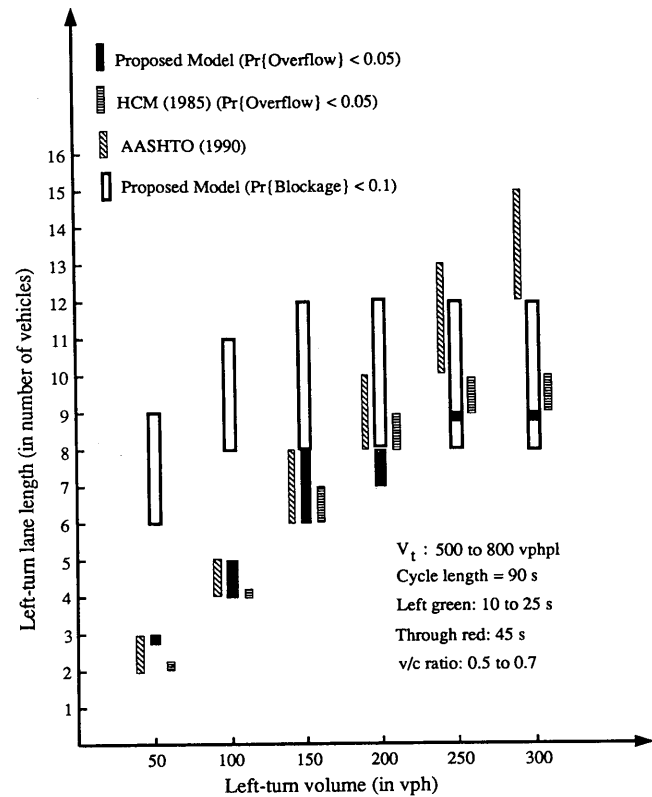 Proposed Model (Pr{Overflow} < 0.05)
HCM (1985) (Pr{Overflow} < 0.05)
AASHTO (1990)
Proposed Model (Pr{Blockage} < 0.1)
Left-turn lane length (in number of vehicles)
16
15
14
13
12
11
10
9
8
7
6
5
4
3
2
1
Vt : 500 to 800 vphpl
Cycle length = 90 s
Left green: 10 to 25 s
Through red: 45 s
v/c ratio: 0.5 to 0.7
50 100 150 200 250 300
Left-turn volume (in vph)